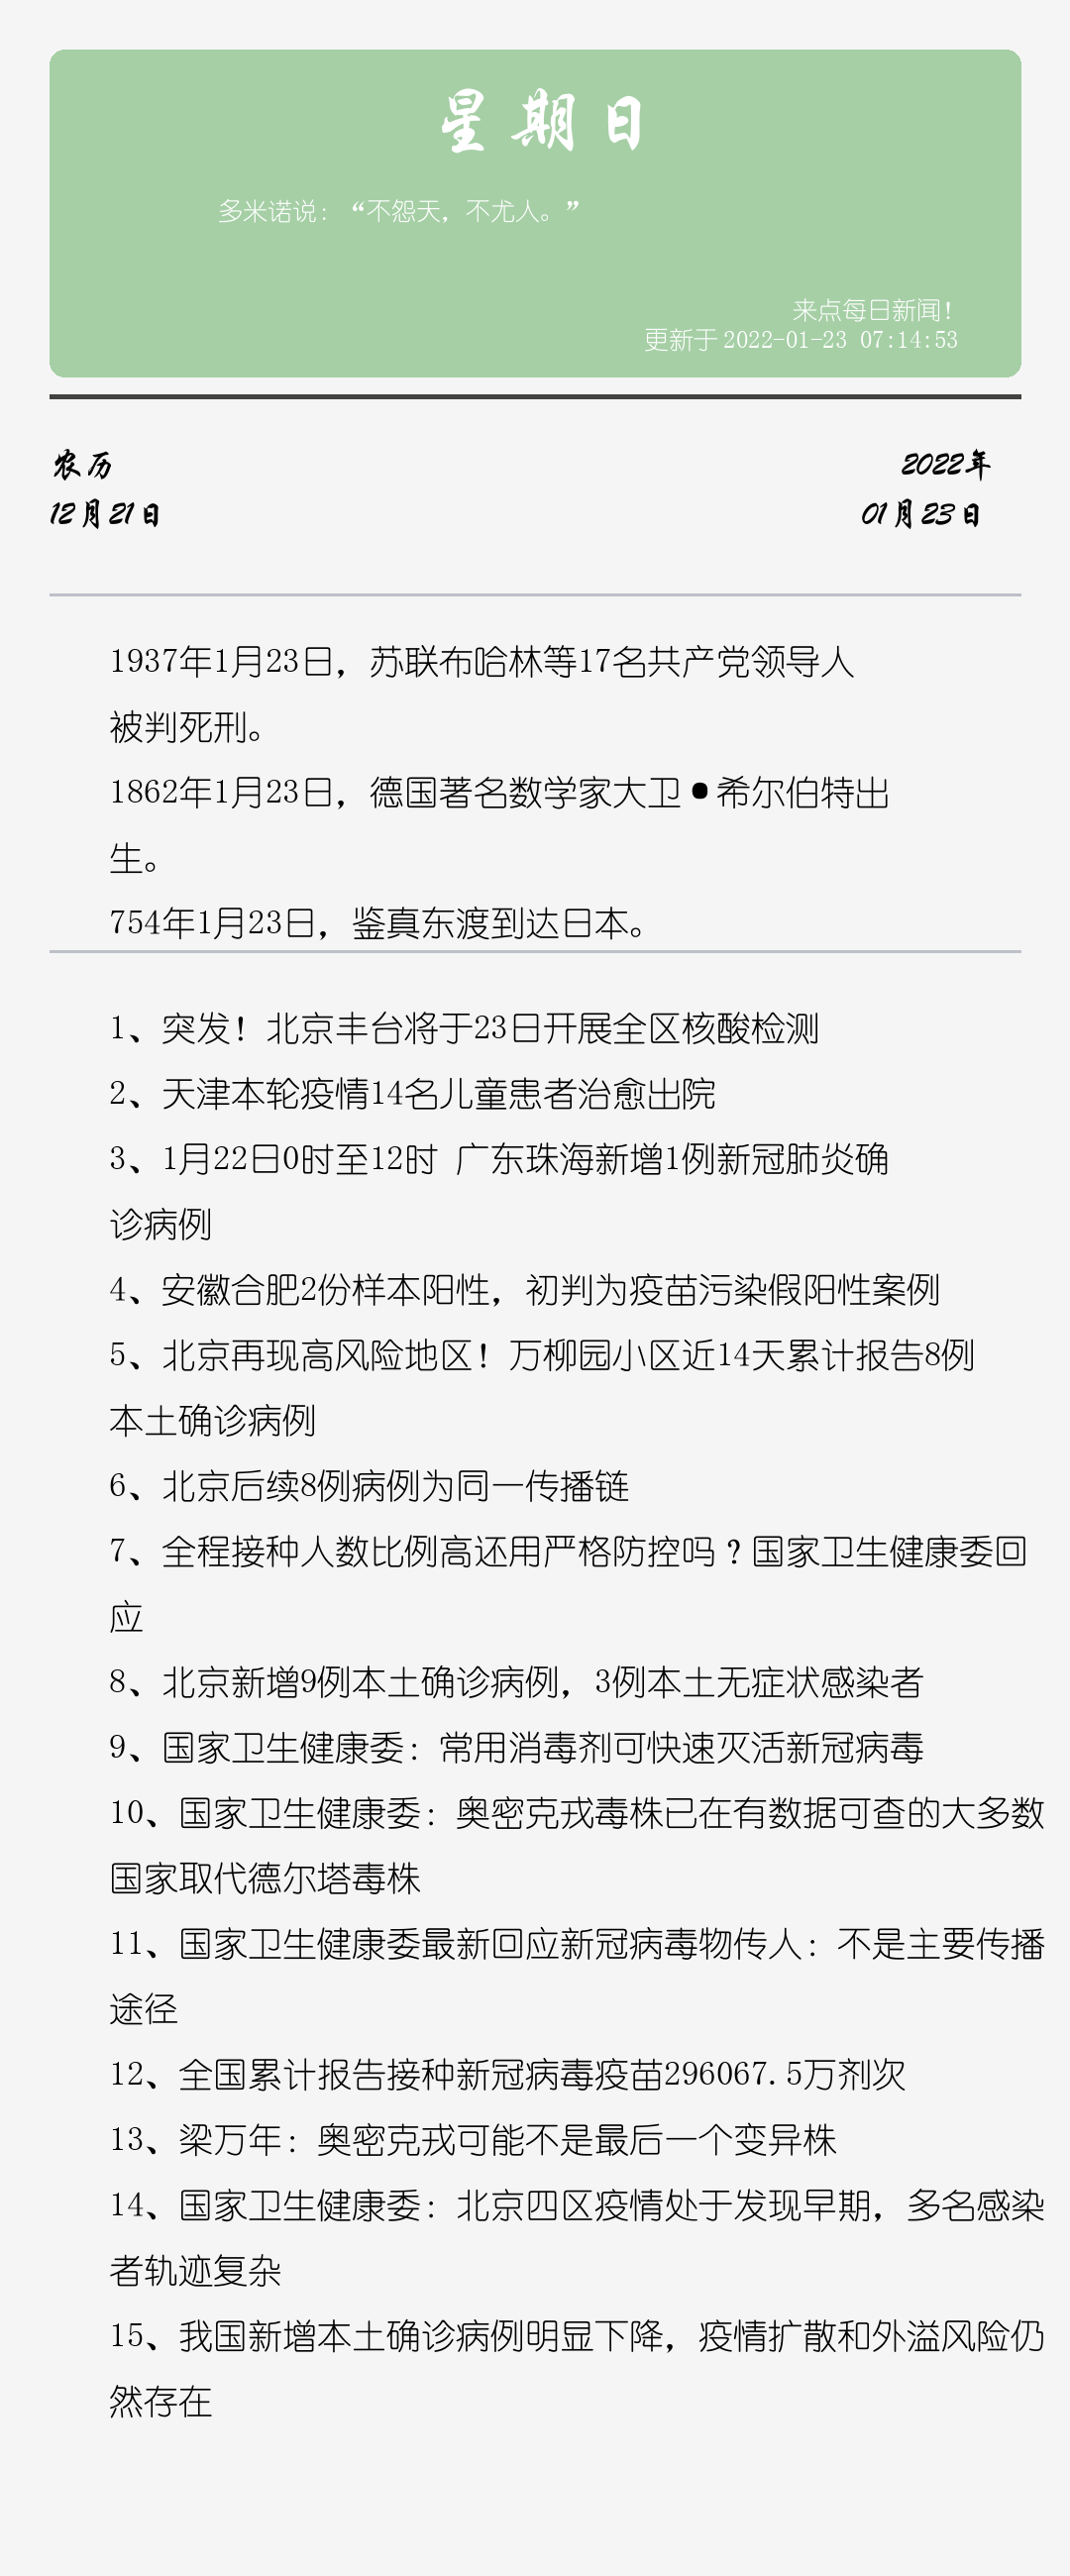 星期日
多米诺说：“不怨天，不尤人。”
来点每日新闻！
更新于 2022-01-23 07:14:53
农历
2022年
12月21日
01月23日
1937年1月23日，苏联布哈林等17名共产党领导人
被判死刑。
1862年1月23日，德国著名数学家大卫•希尔伯特出
生。
754年1月23日，鉴真东渡到达日本。
1、突发！北京丰台将于23日开展全区核酸检测
2、天津本轮疫情14名儿童患者治愈出院
3、1月22日0时至12时 广东珠海新增1例新冠肺炎确
诊病例
4、安徽合肥2份样本阳性，初判为疫苗污染假阳性案例
5、北京再现高风险地区！万柳园小区近14天累计报告8例
本土确诊病例
6、北京后续8例病例为同一传播链
7、全程接种人数比例高还用严格防控吗？国家卫生健康委回
应
8、北京新增9例本土确诊病例，3例本土无症状感染者
9、国家卫生健康委：常用消毒剂可快速灭活新冠病毒
10、国家卫生健康委：奥密克戎毒株已在有数据可查的大多数
国家取代德尔塔毒株
11、国家卫生健康委最新回应新冠病毒物传人：不是主要传播
途径
12、全国累计报告接种新冠病毒疫苗296067.5万剂次
13、梁万年：奥密克戎可能不是最后一个变异株
14、国家卫生健康委：北京四区疫情处于发现早期，多名感染
者轨迹复杂
15、我国新增本土确诊病例明显下降，疫情扩散和外溢风险仍
然存在